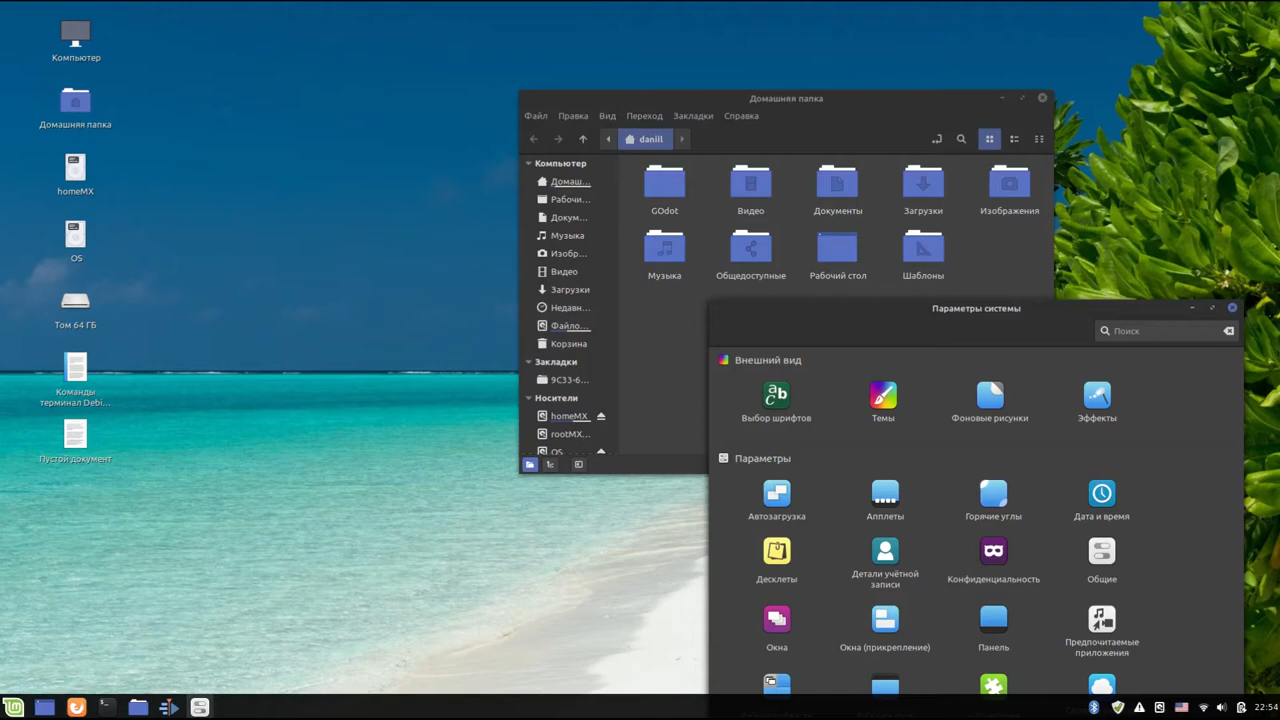 Компьютер
Домашняя папка
homeMX
OS
Том 64 ГБ
Команды
терминал Debi...
Пустой документ
Домашняя папка
Файл Правка Вид Переход Закладки Справка
daniil
Компьютер
Домаш...
Рабочи...
Докум...
Музыка
Изобр...
Видео
Загрузки
Недавн...
Файло...
Корзина
Закладки
9C33-6...
Носители
homeMX
rootMX...
OS
GOdot Видео Документы Загрузки Изображения
Музыка Общедоступные Рабочий стол Шаблоны
Параметры системы
Поиск
Внешний вид
Выбор шрифтов Темы Фоновые рисунки Эффекты
Параметры
Автозагрузка Апплеты Горячие углы Дата и время
Десклеты Детали учётной записи Конфиденциальность Общие
Окна Окна (прикрепление) Панель Предпочитаемые приложения
22:54